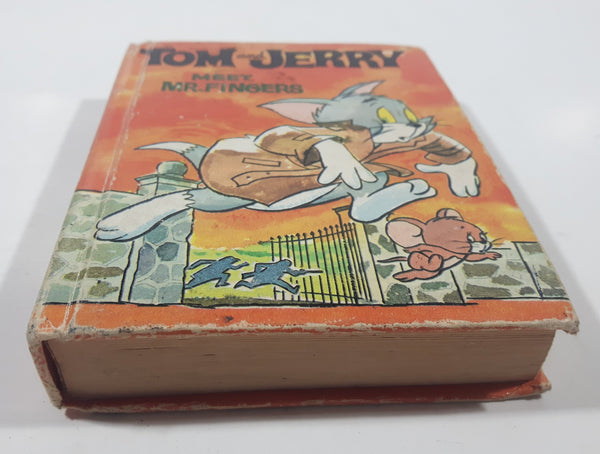 TOM and JERRY
MEET
MR. FINGERS